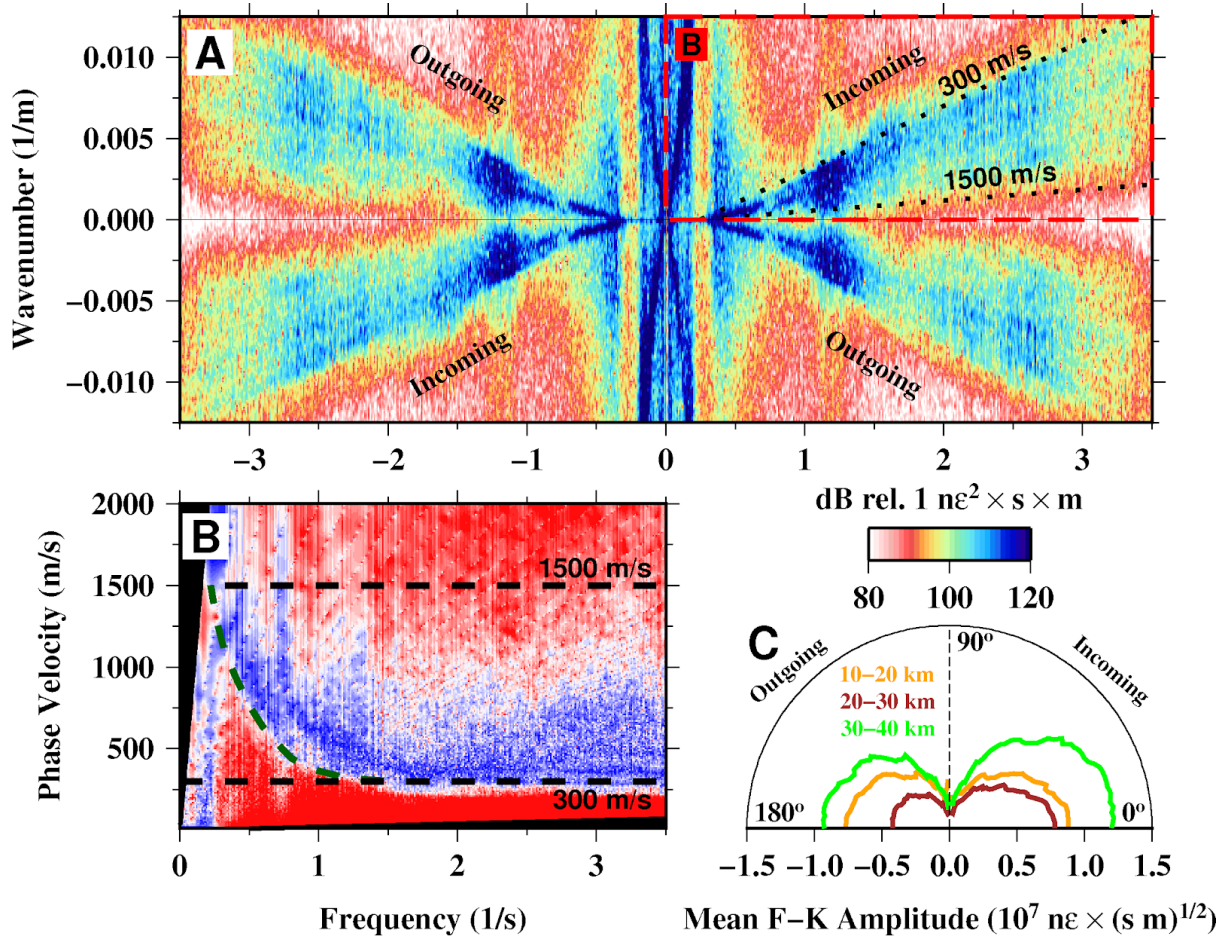 A
B
Outgoing
Incoming
300 m/s
1500 m/s
Incoming
Outgoing
Wavenumber (1/m)
0.010
0.005
0.000
−0.005
−0.010
−3 −2 −1 0 1 2 3
B
1500 m/s
300 m/s
Phase Velocity (m/s)
2000
1500
1000
500
0
0 1 2 3
Frequency (1/s)
dB rel. 1 nε² × s × m
80 100 120
C
90°
Outgoing
Incoming
10−20 km
20−30 km
30−40 km
180°
0°
−1.5 −1.0 −0.5 0.0 0.5 1.0 1.5
Mean F−K Amplitude (10⁷ nε × (s m)^1/2)